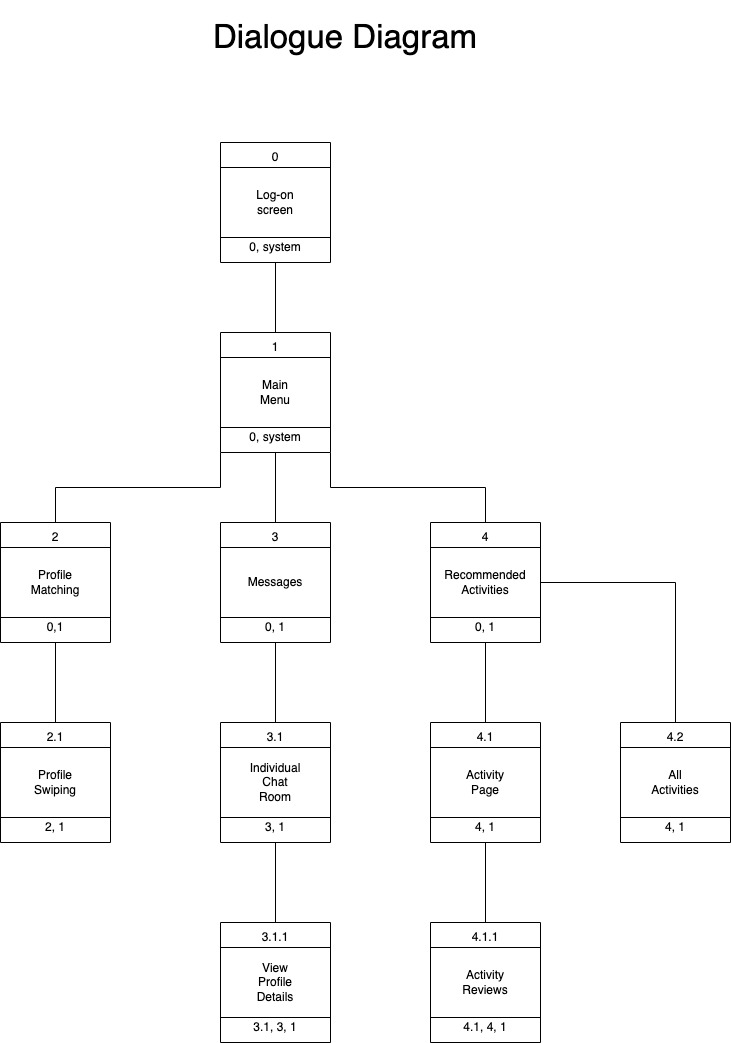 Dialogue Diagram
0
Log-on
screen
0, system
1
Main
Menu
0, system
2
Profile
Matching
0,1
3
Messages
0, 1
4
Recommended
Activities
0, 1
2.1
Profile
Swiping
2, 1
3.1
Individual
Chat
Room
3, 1
4.1
Activity
Page
4, 1
4.2
All
Activities
4, 1
3.1.1
View
Profile
Details
3.1, 3, 1
4.1.1
Activity
Reviews
4.1, 4, 1